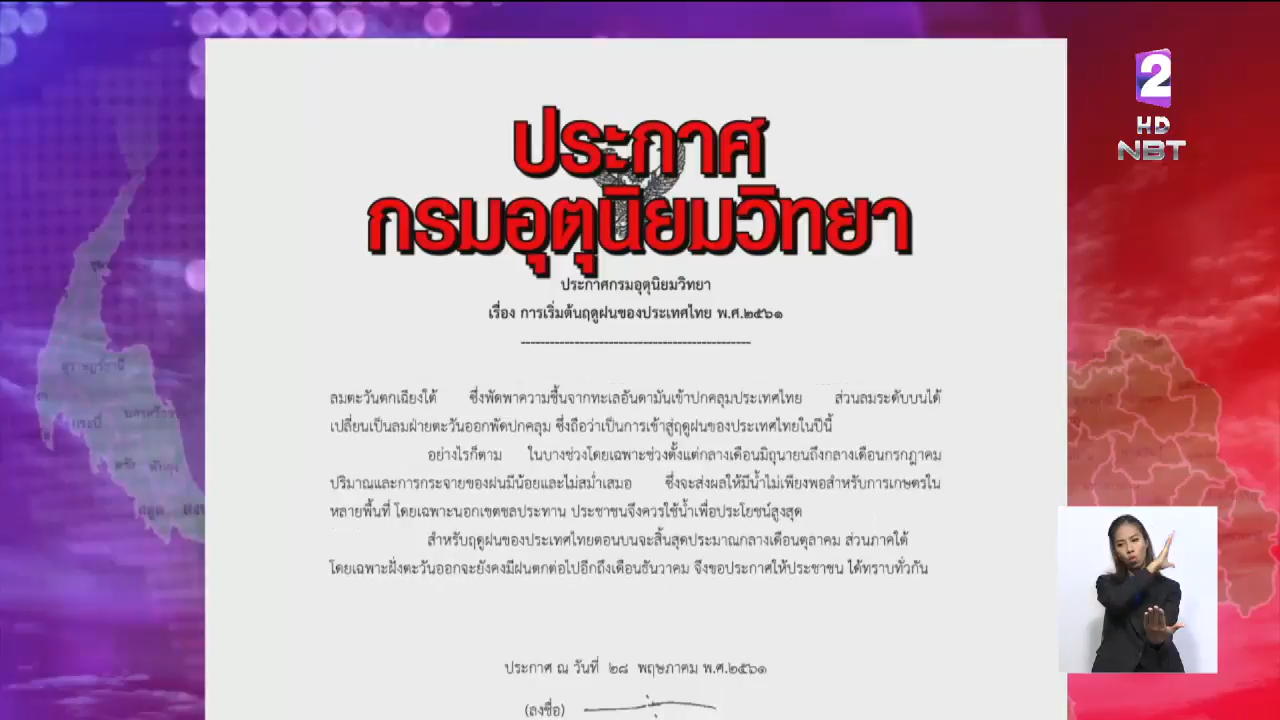 ประกาศ
กรมอุตุนิยมวิทยา
2
HD
NBT
ประกาศกรมอุตุนิยมวิทยา
เรื่อง การเริ่มต้นฤดูฝนของประเทศไทย พ.ศ.๒๕๖๑
ลมตะวันตกเฉียงใต้ ซึ่งพัดพาความชื้นจากทะเลอันดามันเข้าปกคลุมประเทศไทย ส่วนลมระดับบนได้
เปลี่ยนเป็นลมฝ่ายตะวันออกพัดปกคลุม ซึ่งถือว่าเป็นการเข้าสู่ฤดูฝนของประเทศไทยในปีนี้
อย่างไรก็ตาม ในบางช่วงโดยเฉพาะช่วงตั้งแต่กลางเดือนมิถุนายนถึงกลางเดือนกรกฎาคม
ปริมาณและการกระจายของฝนมีน้อยและไม่สม่ำเสมอ ซึ่งจะส่งผลให้มีน้ำไม่เพียงพอสำหรับการเกษตรใน
หลายพื้นที่ โดยเฉพาะนอกเขตชลประทาน ประชาชนจึงควรใช้น้ำเพื่อประโยชน์สูงสุด
สำหรับฤดูฝนของประเทศไทยตอนบนจะสิ้นสุดประมาณกลางเดือนตุลาคม ส่วนภาคใต้
โดยเฉพาะฝั่งตะวันออกจะยังคงมีฝนตกต่อไปอีกถึงเดือนธันวาคม จึงขอประกาศให้ประชาชน ได้ทราบทั่วกัน
ประกาศ ณ วันที่ ๒๘ พฤษภาคม พ.ศ.๒๕๖๑
(ลงชื่อ)
สุราษฎร์ธานี
กระบี่
ตรัง
พัทลุง
สตูล